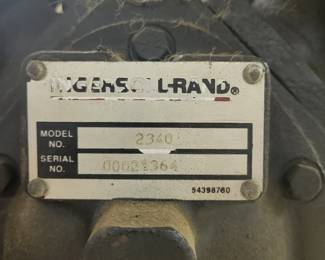 INGERSOLL-RAND®
MODEL NO. 2340
SERIAL NO.
54398760